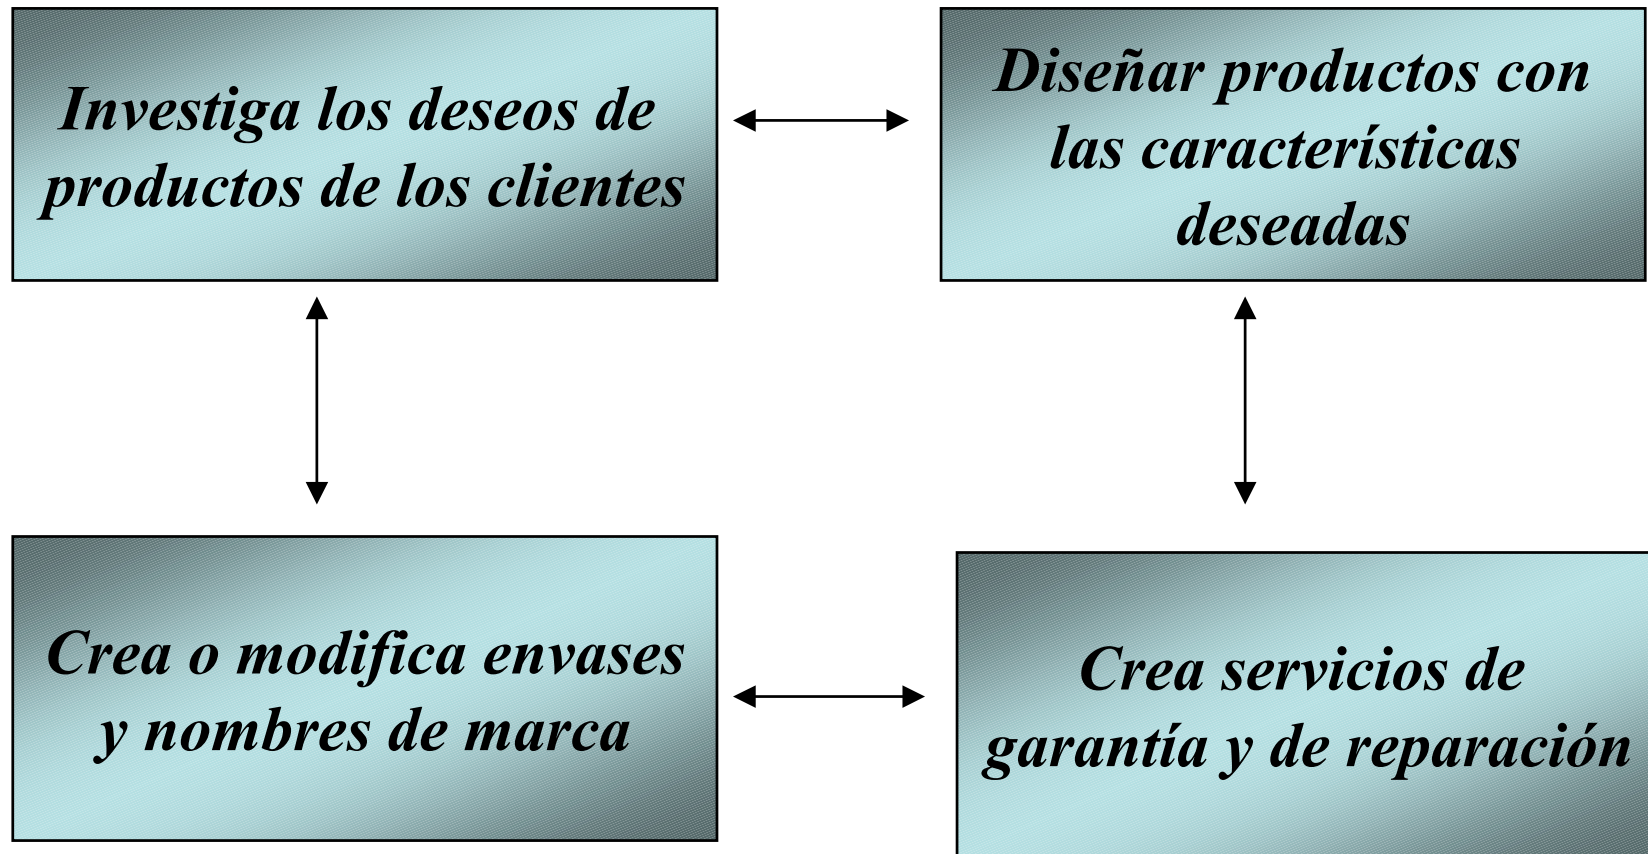 Investiga los deseos de
productos de los clientes
Diseñar productos con
las características
deseadas
Crea o modifica envases
y nombres de marca
Crea servicios de
garantía y de reparación